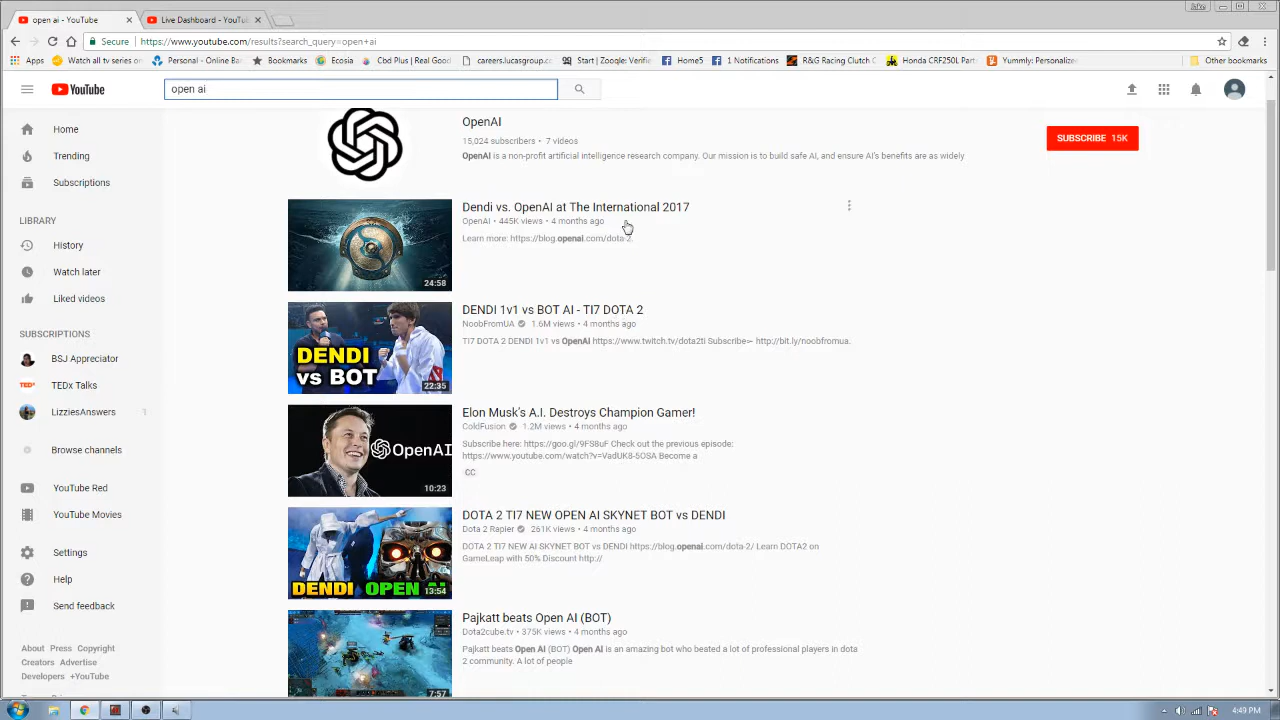 Jake
open ai - YouTube
Live Dashboard - YouTu
Secure
https://www.youtube.com/results?search_query=open+ai
Apps
Watch all tv series o
Personal - Online Ba
Bookmarks
Ecosia
Cbd Plus | Real Good
careers.lucasgroup.c
Start | Zooqle: Verifie
Home5
1 Notifications
R&G Racing Clutch C
Honda CRF250L Part
Yummly: Personalize
Other bookmarks
YouTube
open ai
Home
Trending
Subscriptions
LIBRARY
History
Watch later
Liked videos
SUBSCRIPTIONS
BSJ Appreciator
TED
TEDx Talks
LizziesAnswers
1
Browse channels
YouTube Red
YouTube Movies
Settings
Help
Send feedback
About Press Copyright
Creators Advertise
Developers +YouTube
OpenAI
15,024 subscribers • 7 videos
OpenAI is a non-profit artificial intelligence research company. Our mission is to build safe AI, and ensure AI's benefits are as widely
SUBSCRIBE 15K
24:58
Dendi vs. OpenAI at The International 2017
OpenAI • 445K views • 4 months ago
Learn more: https://blog.openai.com/dota-2.
DENDI
vs BOT
22:35
DENDI 1v1 vs BOT AI - TI7 DOTA 2
NoobFromUA 1.6M views • 4 months ago
TI7 DOTA 2 DENDI 1v1 vs OpenAI https://www.twitch.tv/dota2ti Subscribe► http://bit.ly/noobfromua.
OpenAI
10:23
Elon Musk's A.I. Destroys Champion Gamer!
ColdFusion 1.2M views • 4 months ago
Subscribe here: https://goo.gl/9FS8uF Check out the previous episode:
https://www.youtube.com/watch?v=VadUK8-5OSA Become a
CC
DENDI OPEN AI
13:54
DOTA 2 TI7 NEW OPEN AI SKYNET BOT vs DENDI
Dota 2 Rapier 261K views • 4 months ago
DOTA 2 TI7 NEW AI SKYNET BOT vs DENDI https://blog.openai.com/dota-2/ Learn DOTA2 on
GameLeap with 50% Discount http://
7:57
Pajkatt beats Open AI (BOT)
Dota2cube.tv • 375K views • 4 months ago
Pajkatt beats Open AI (BOT) Open AI is an amazing bot who beated a lot of professional players in dota
2 community. A lot of people
4:49 PM